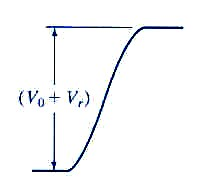 (V₀ + Vᵣ)